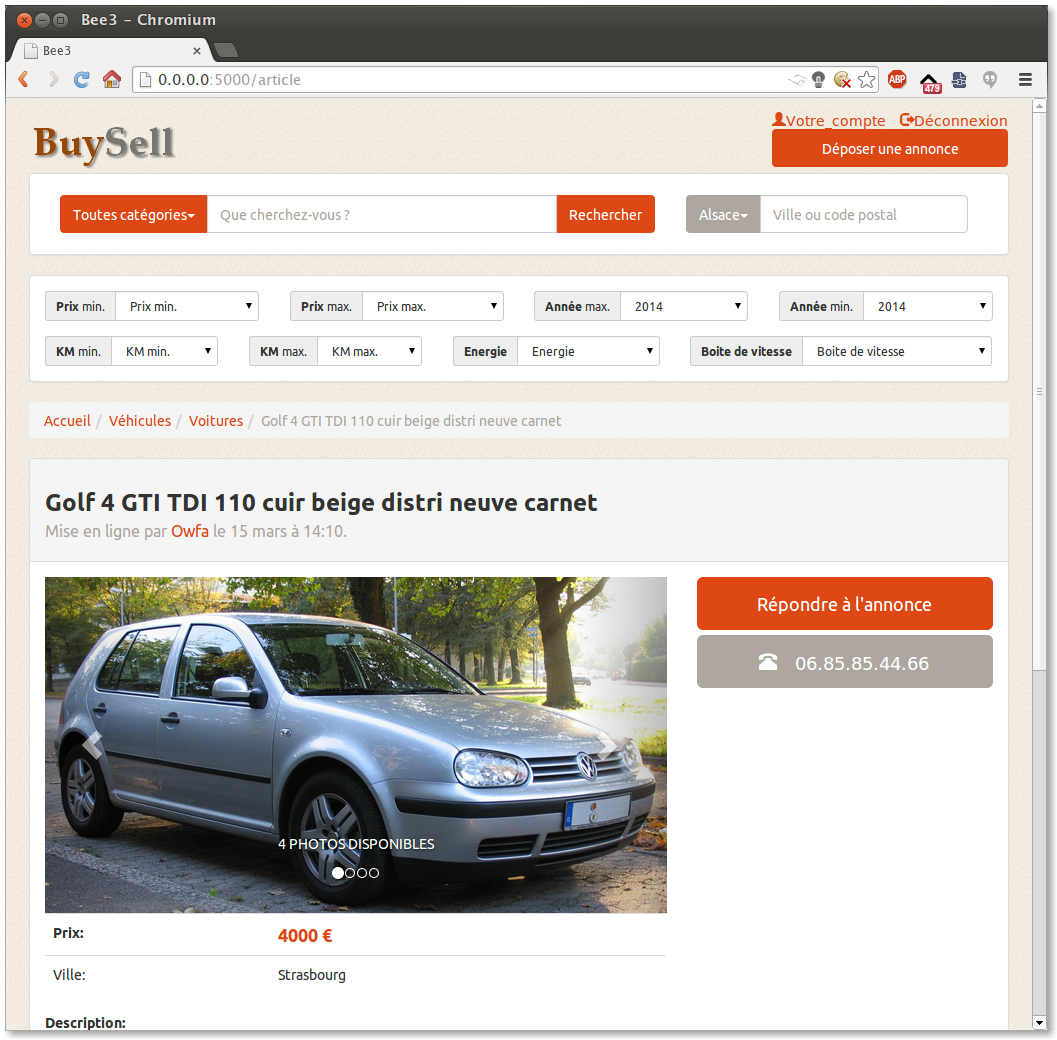 Bee3 - Chromium
Bee3
0.0.0.0:5000/article
ABP
479
BuySell
Votre compte Déconnexion
Déposer une annonce
Toutes catégories Que cherchez-vous ? Rechercher Alsace Ville ou code postal
Prix min. Prix min. Prix max. Prix max. Année max. 2014 Année min. 2014
KM min. KM min. KM max. KM max. Energie Energie Boite de vitesse Boite de vitesse
Accueil / Véhicules / Voitures / Golf 4 GTI TDI 110 cuir beige distri neuve carnet
Golf 4 GTI TDI 110 cuir beige distri neuve carnet
Mise en ligne par Owfa le 15 mars à 14:10.
Répondre à l'annonce
06.85.85.44.66
4 PHOTOS DISPONIBLES
Prix: 4000 €
Ville: Strasbourg
Description: